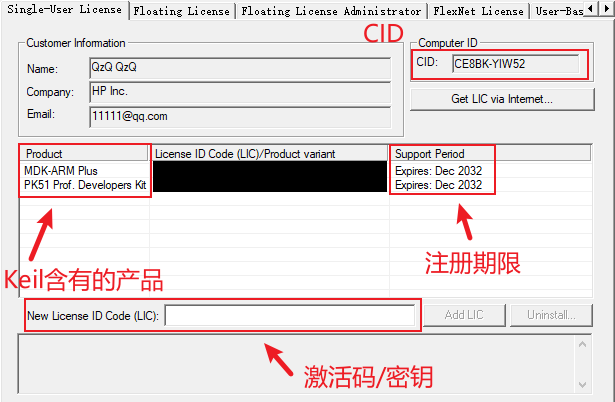 Single-User License Floating License Floating License Administrator FlexNet License User-Bas
Customer Information
CID
Computer ID
Name: QzQ QzQ
CID: CE8BK-YIW52
Company: HP Inc.
Get LIC via Internet...
Email: 11111@qq.com
Product License ID Code (LIC)/Product variant Support Period
MDK-ARM Plus Expires: Dec 2032
PK51 Prof. Developers Kit Expires: Dec 2032
Keil含有的产品
注册期限
New License ID Code (LIC): Add LIC Uninstall...
激活码/密钥